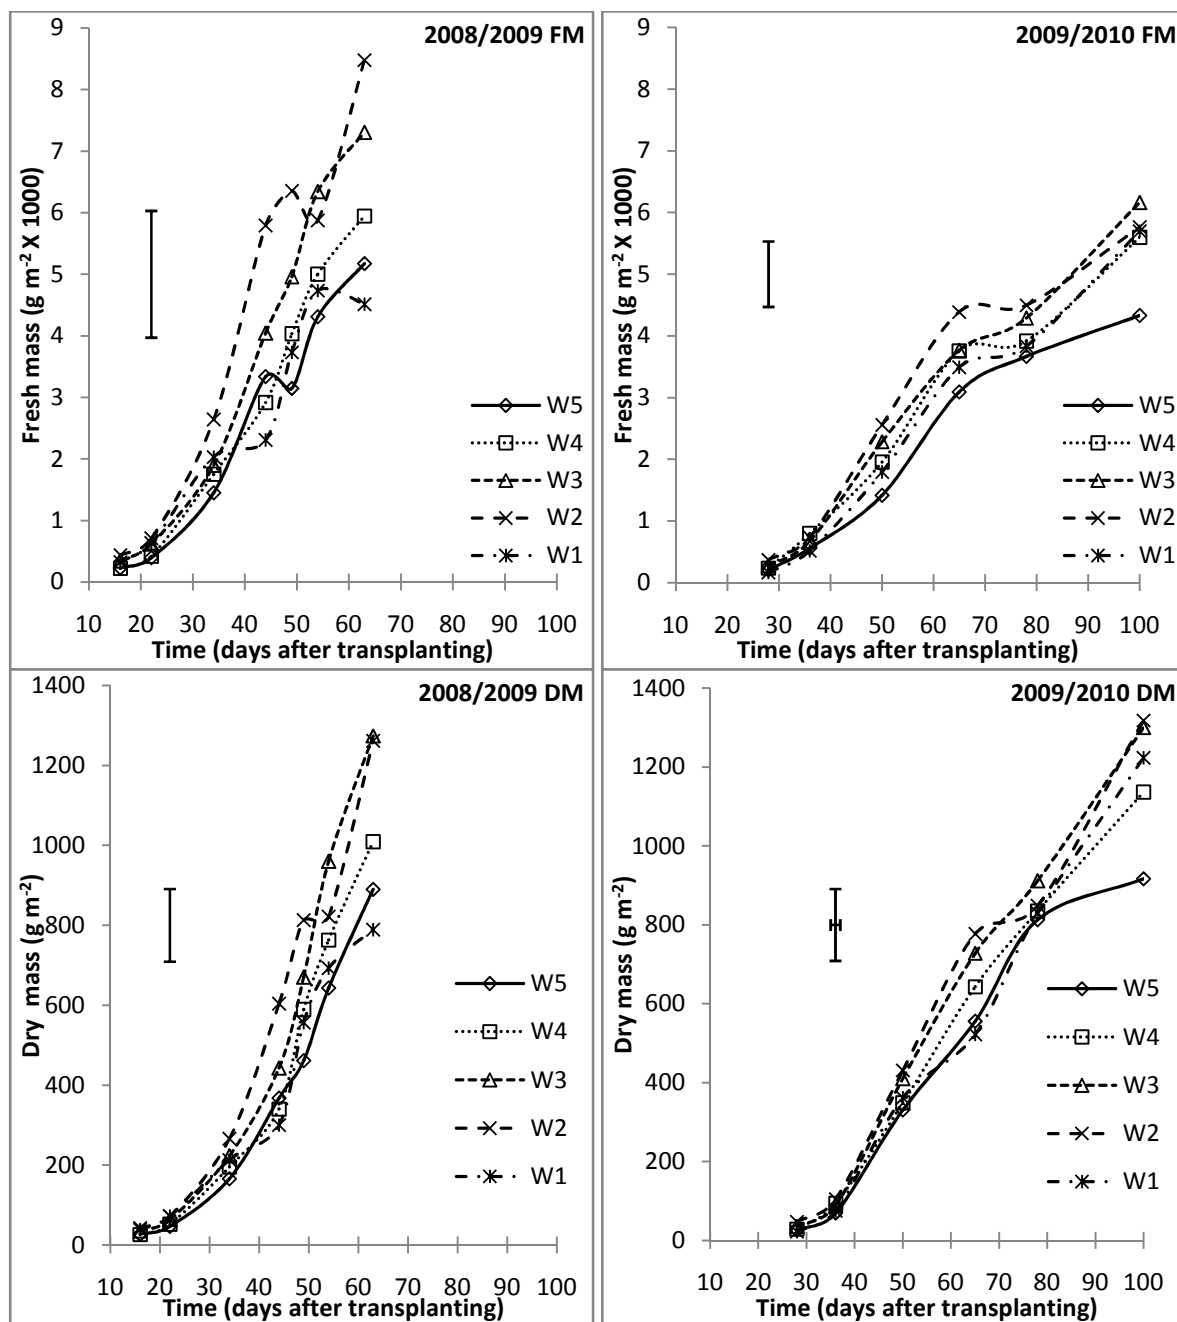 2008/2009 FM
Fresh mass (g m-2 X 1000)
9
8
7
6
5
4
3
2
1
0
W5
W4
W3
W2
W1
10 20 30 40 50 60 70 80 90 100
Time (days after transplanting)
2009/2010 FM
Fresh mass (g m-2 X 1000)
9
8
7
6
5
4
3
2
1
0
W5
W4
W3
W2
W1
10 20 30 40 50 60 70 80 90 100
Time (days after transplanting)
2008/2009 DM
Dry mass (g m-2)
1400
1200
1000
800
600
400
200
0
W5
W4
W3
W2
W1
10 20 30 40 50 60 70 80 90 100
Time (days after transplanting)
2009/2010 DM
Dry mass (g m-2)
1400
1200
1000
800
600
400
200
0
W5
W4
W3
W2
W1
10 20 30 40 50 60 70 80 90 100
Time (days after transplanting)